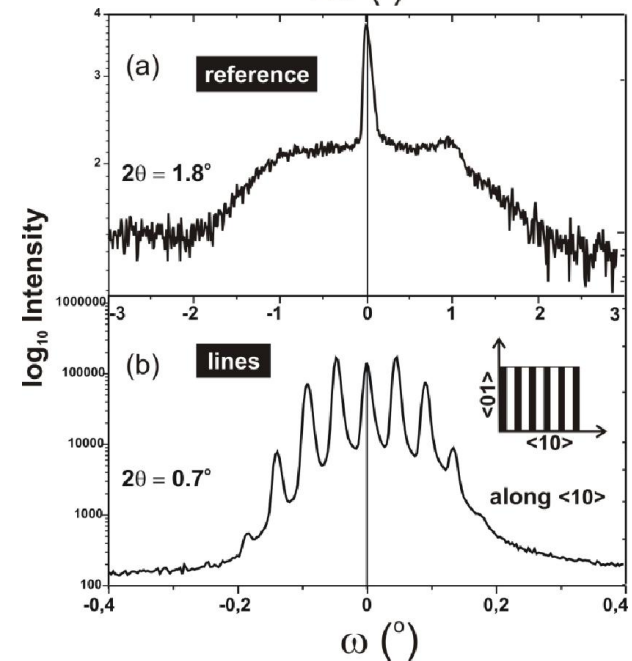 4
(a)
reference
3
2
2θ = 1.8°
-3 -2 -1 0 1 2 3
log₁₀ Intensity
1000000
(b)
lines
100000
<01>
<10>
10000
2θ = 0.7°
along <10>
1000
100
-0,4 -0,2 0 0,2 0,4
ω (°)